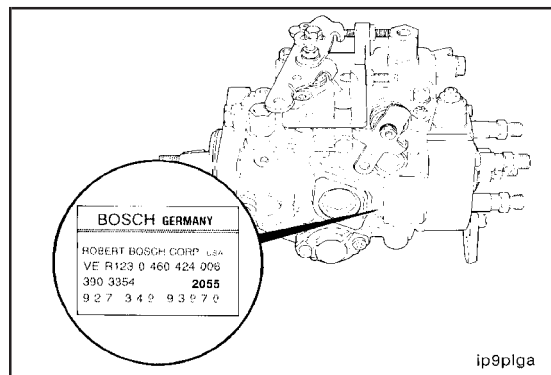 BOSCH GERMANY
ROBERT BOSCH CORP USA
VE R123 0 460 424 006
390 3354 2055
927 349 93970
ip9plga